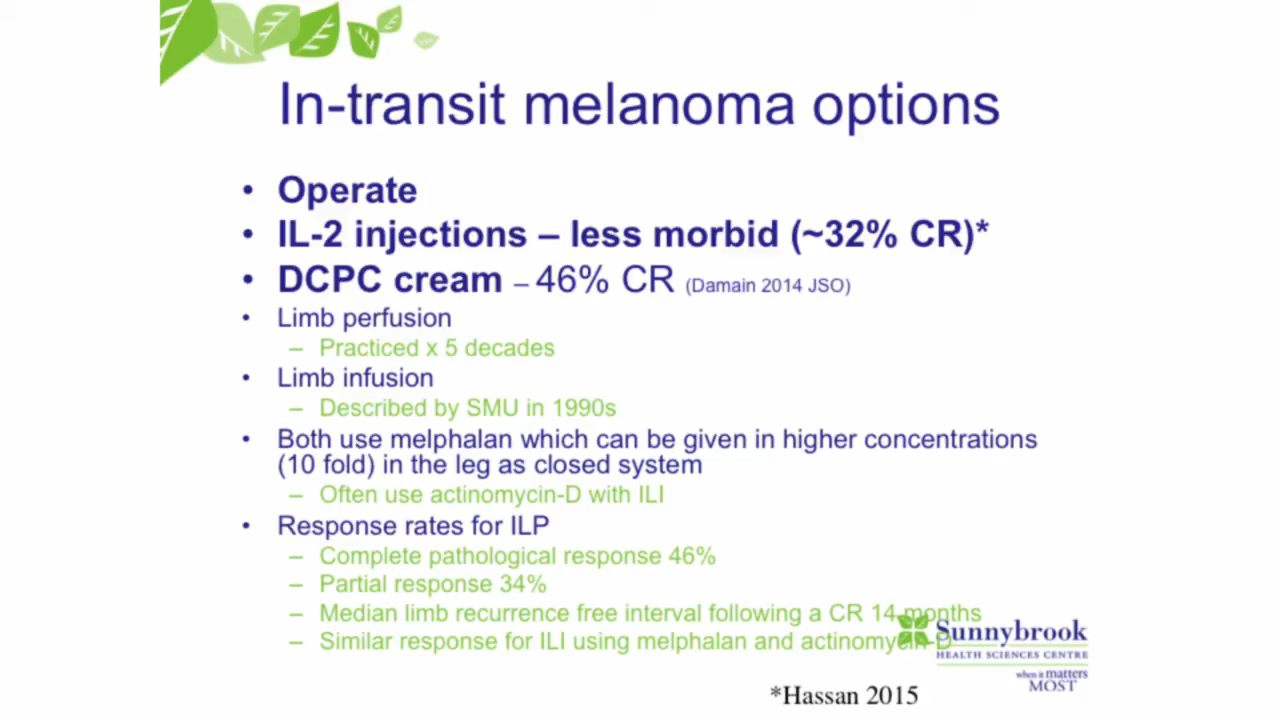 In-transit melanoma options
• Operate
• IL-2 injections – less morbid (~32% CR)*
• DCPC cream – 46% CR (Damain 2014 JSO)
• Limb perfusion
– Practiced x 5 decades
• Limb infusion
– Described by SMU in 1990s
• Both use melphalan which can be given in higher concentrations
(10 fold) in the leg as closed system
– Often use actinomycin-D with ILI
• Response rates for ILP
– Complete pathological response 46%
– Partial response 34%
– Median limb recurrence free interval following a CR 14 months
– Similar response for ILI using melphalan and actinomycin-D
Sunnybrook
HEALTH SCIENCES CENTRE
when it matters
MOST
*Hassan 2015